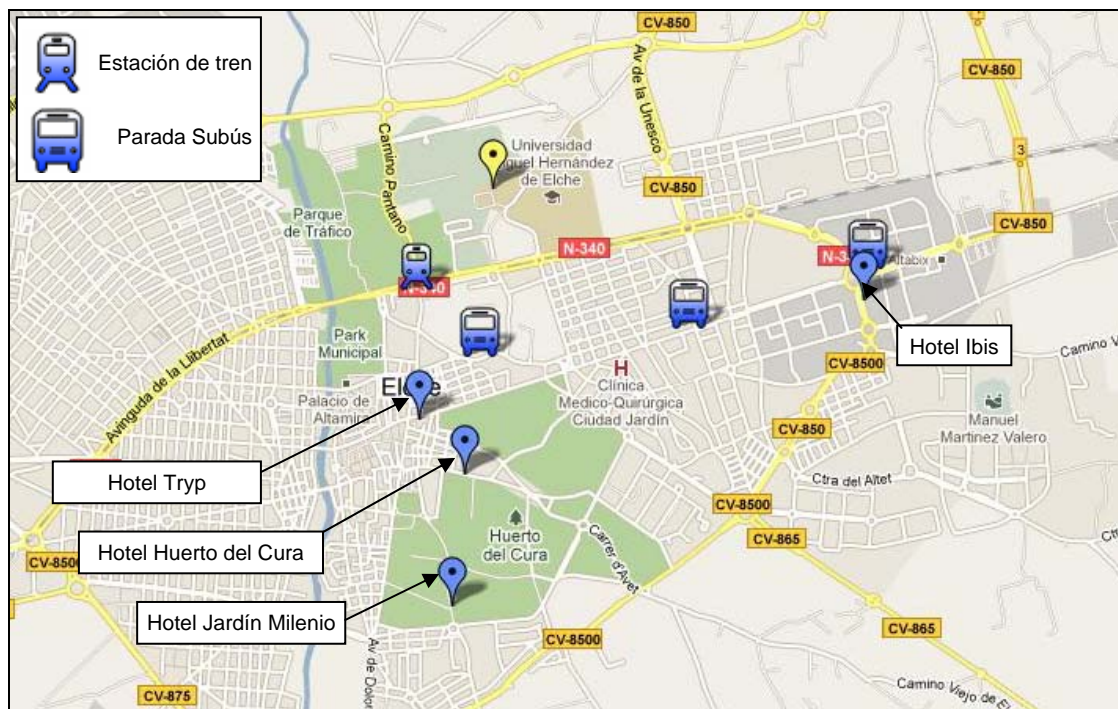 Estación de tren
Parada Subús
CV-850
CV-850
Av de la Unesco
Camino Pantano
Universidad
guel Hernández
de Elche
3
CV-850
CV-850
Parque
de Tráfico
N-340
N-3
Altabix
N-340
Park
Municipal
Hotel Ibis
CV-8500
Camino V
H
Clínica
Medico-Quirúrgica
Ciudad Jardín
Palacio de
Altamira
Avinguda de la Llibertat
CV-850
Manuel
Martinez Valero
Hotel Tryp
Ctra del Altet
CV-8500
Huerto
del Cura
CV-865
Hotel Huerto del Cura
Carrer d'Avet
CV-8500
Hotel Jardín Milenio
CV-8500
CV-865
Av de Dolor
CV-875
Camino Viejo de El